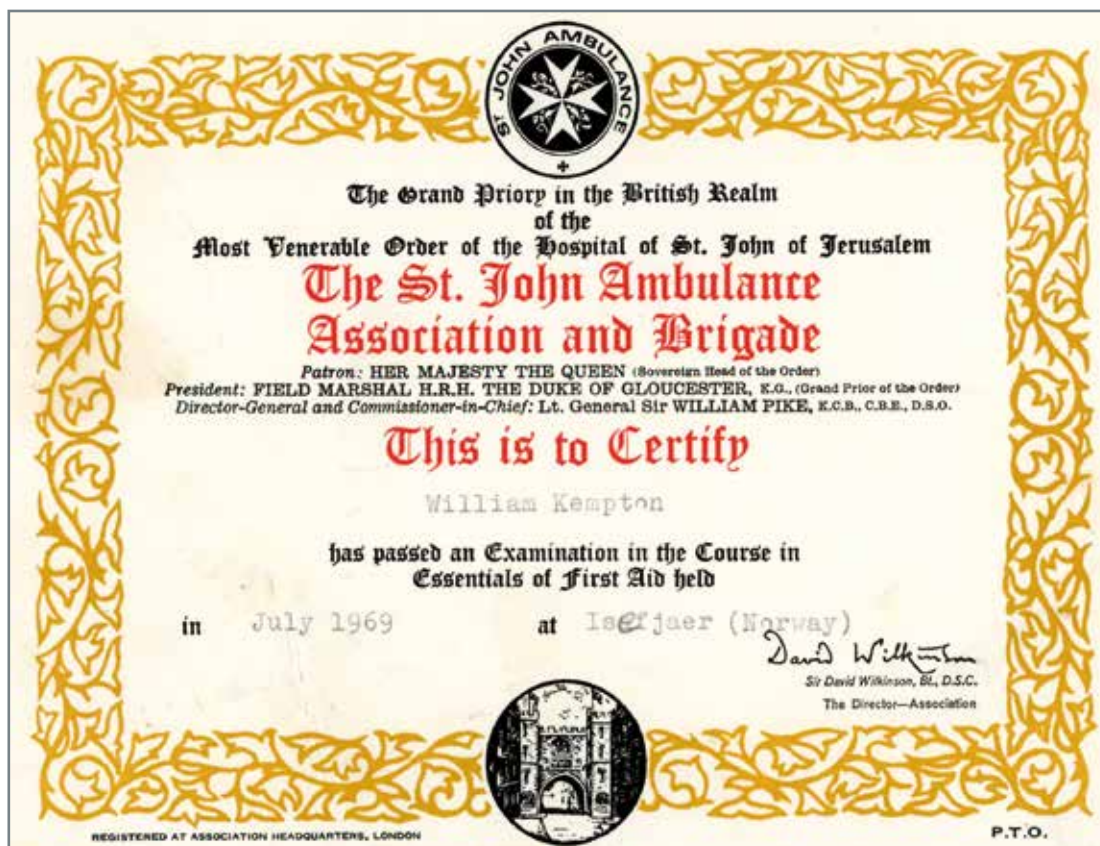 ST JOHN AMBULANCE
The Grand Priory in the British Realm
of the
Most Venerable Order of the Hospital of St. John of Jerusalem
The St. John Ambulance
Association and Brigade
Patron: HER MAJESTY THE QUEEN (Sovereign Head of the Order)
President: FIELD MARSHAL H.R.H. THE DUKE OF GLOUCESTER, K.G., (Grand Prior of the Order)
Director-General and Commissioner-in-Chief: Lt. General Sir WILLIAM PIKE, K.C.B., C.B.E., D.S.O.
This is to Certify
William Kempton
has passed an Examination in the Course in
Essentials of First Aid held
in July 1969 at (Norway)
David Wilkinson
Sir David Wilkinson, Bt., D.S.C.
The Director—Association
REGISTERED AT ASSOCIATION HEADQUARTERS, LONDON
P.T.O.